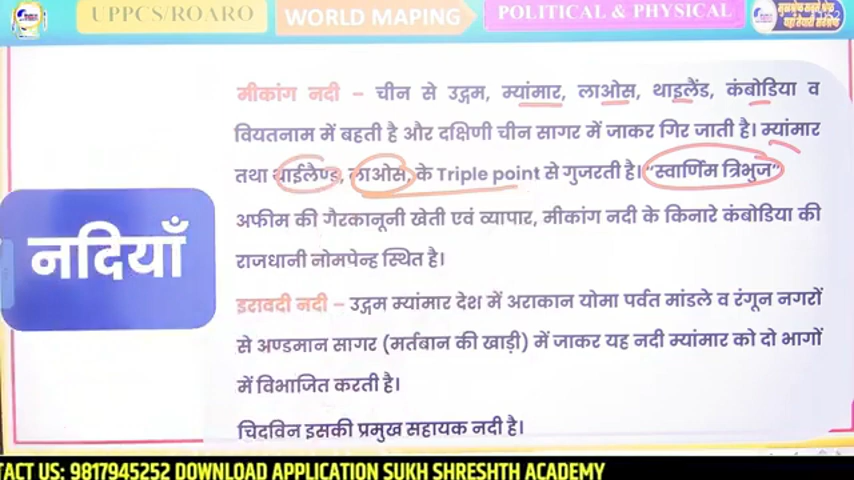 UPPCS/ROARO
WORLD MAPING
POLITICAL & PHYSICAL
मीकांग नदी – चीन से उद्गम, म्यांमार, लाओस, थाइलैंड, कंबोडिया व
वियतनाम में बहती है और दक्षिणी चीन सागर में जाकर गिर जाती है। म्यांमार
तथा थाईलैण्ड, लाओस, के Triple point से गुजरती है। "स्वार्णिम त्रिभुज"
अफीम की गैरकानूनी खेती एवं व्यापार, मीकांग नदी के किनारे कंबोडिया की
राजधानी नोमपेन्ह स्थित है।
नदियाँ
इरावदी नदी – उद्गम म्यांमार देश में अराकान योमा पर्वत मांडले व रंगून नगरों
से अण्डमान सागर (मर्तबान की खाड़ी) में जाकर यह नदी म्यांमार को दो भागों
में विभाजित करती है।
चिदविन इसकी प्रमुख सहायक नदी है।
TACT US: 9817945252 DOWNLOAD APPLICATION SUKH SHRESHTH ACADEMY